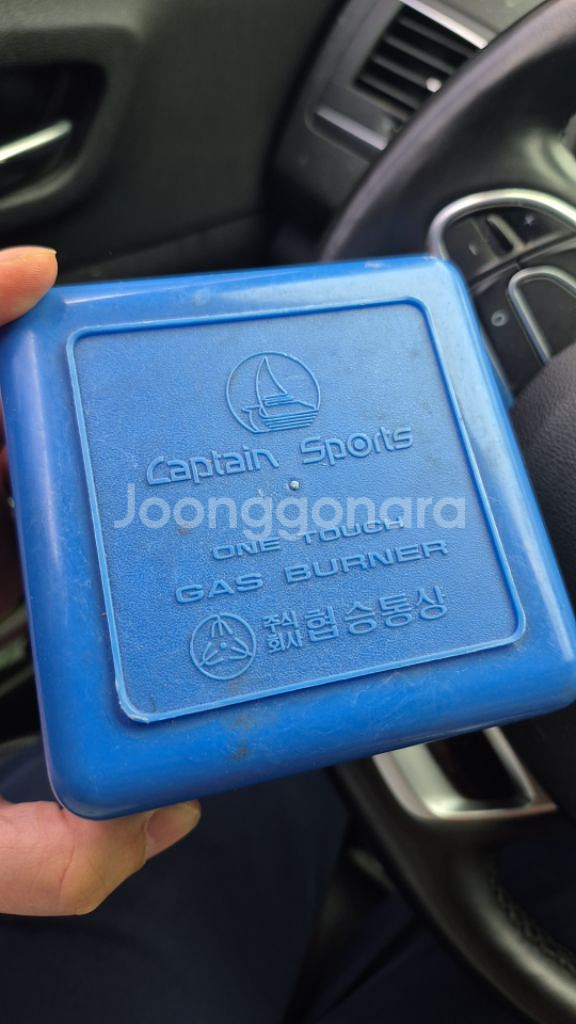 Captain Sports
Joonggonara
ONE TOUCH
GAS BURNER
주식회사 협승통상